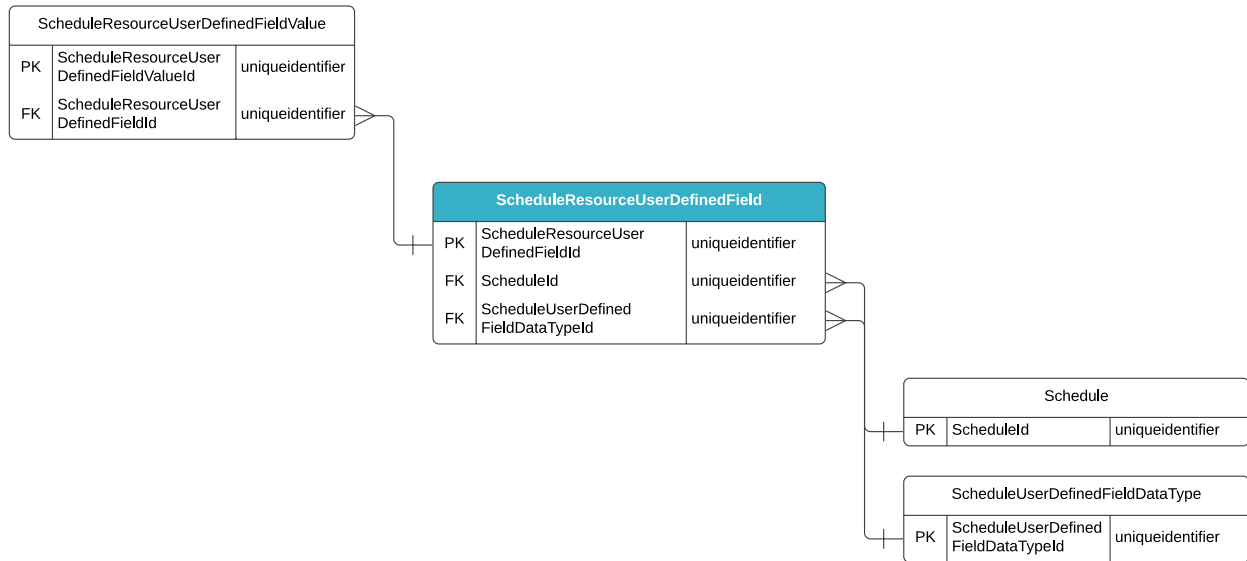 ScheduleResourceUserDefinedFieldValue
PK ScheduleResourceUser uniqueidentifier
DefinedFieldValueId
FK ScheduleResourceUser uniqueidentifier
DefinedFieldId
ScheduleResourceUserDefinedField
PK ScheduleResourceUser uniqueidentifier
DefinedFieldId
FK ScheduleId uniqueidentifier
FK ScheduleUserDefined uniqueidentifier
FieldDataTypeId
Schedule
PK ScheduleId uniqueidentifier
ScheduleUserDefinedFieldDataType
PK ScheduleUserDefined uniqueidentifier
FieldDataTypeId